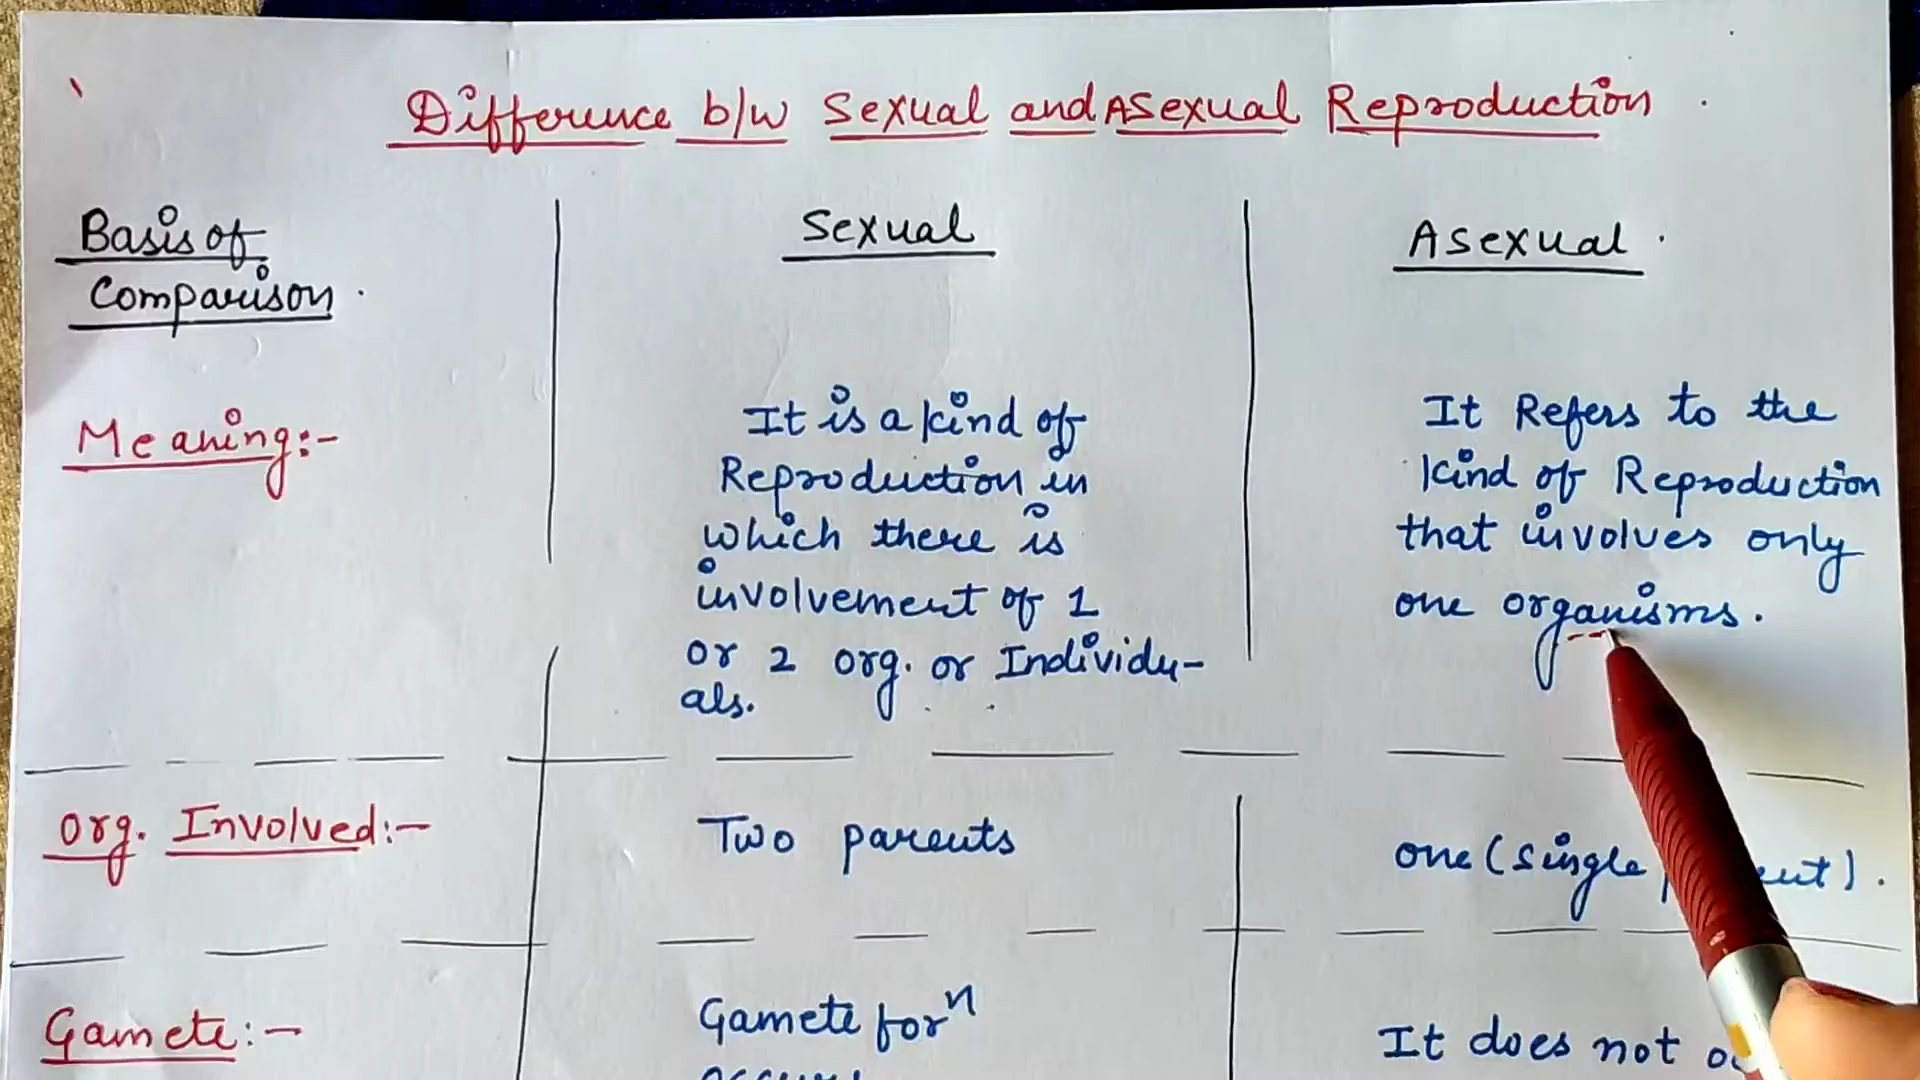 Difference b/w Sexual and Asexual Reproduction
Basis of
Comparison
Sexual
Asexual
Meaning:-
It is a kind of
Reproduction in
which there is
involvement of 1
or 2 org. or Individu-
als.
It Refers to the
kind of Reproduction
that involves only
one organisms.
Org. Involved:-
Two parents
one (single
Gamete:-
Gamete forⁿ
It does not